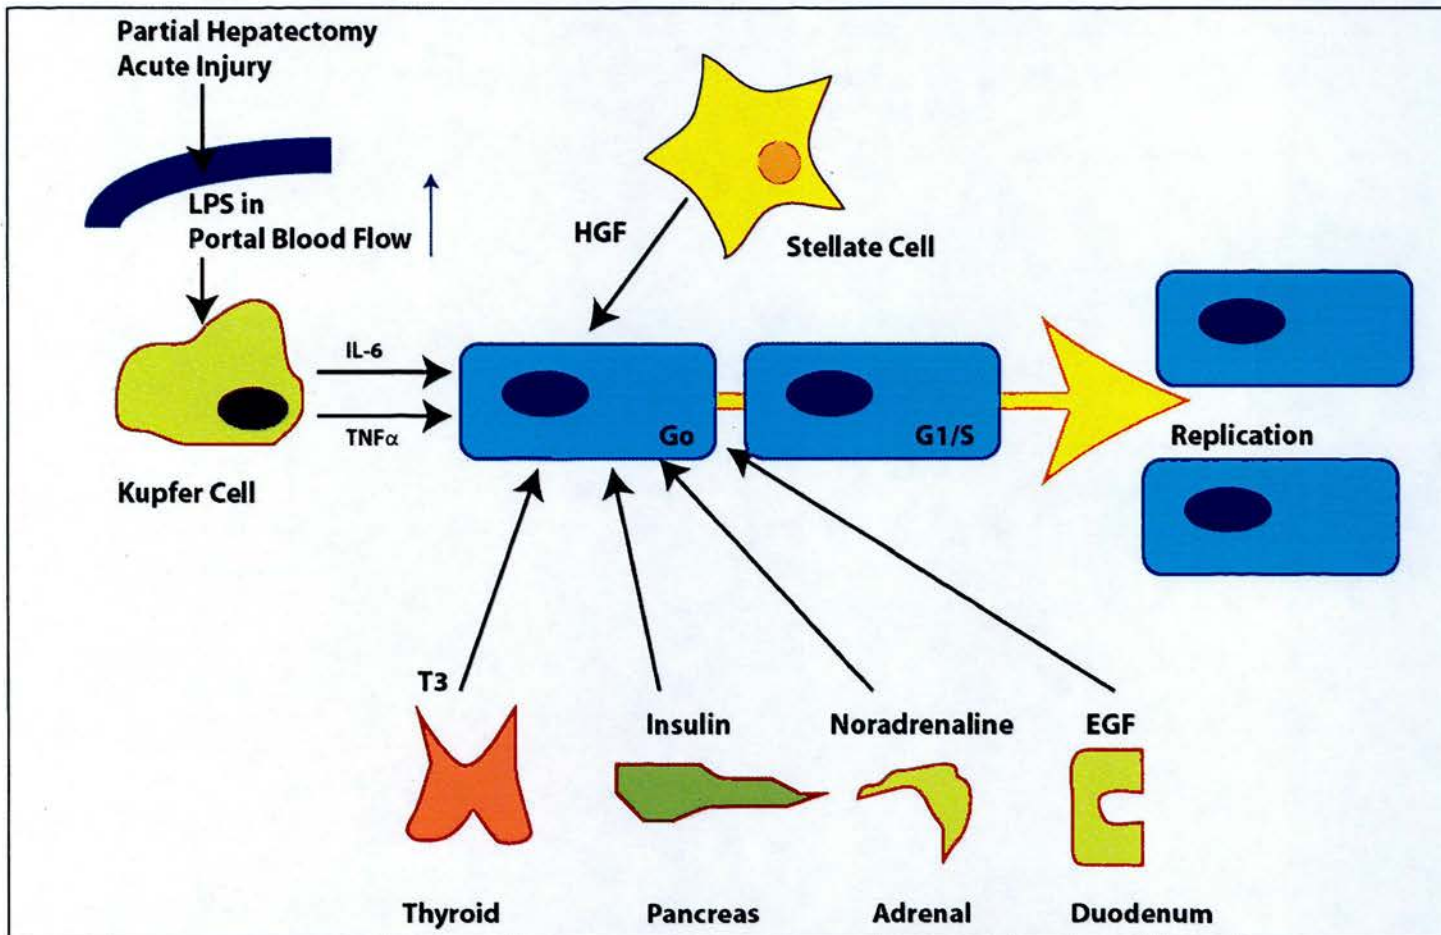 Partial Hepatectomy
Acute Injury
LPS in
Portal Blood Flow
HGF
Stellate Cell
IL-6
TNFα
Kupfer Cell
Go
G1/S
Replication
T3
Insulin
Noradrenaline
EGF
Thyroid
Pancreas
Adrenal
Duodenum